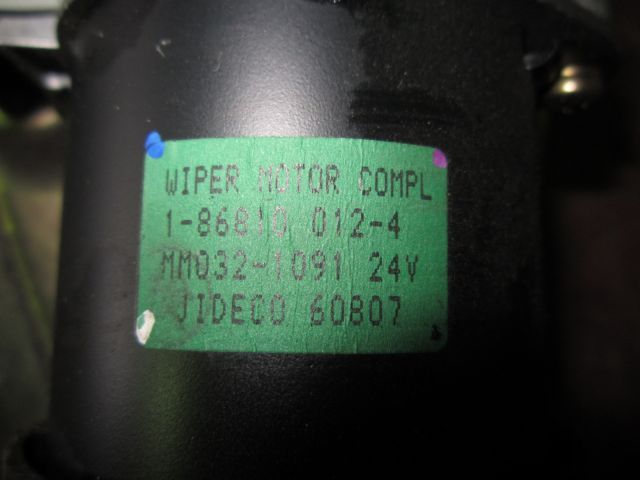 WIPER MOTOR COMPL
1-86810 012-4
MM032-1091 24V
JIDECO 60807